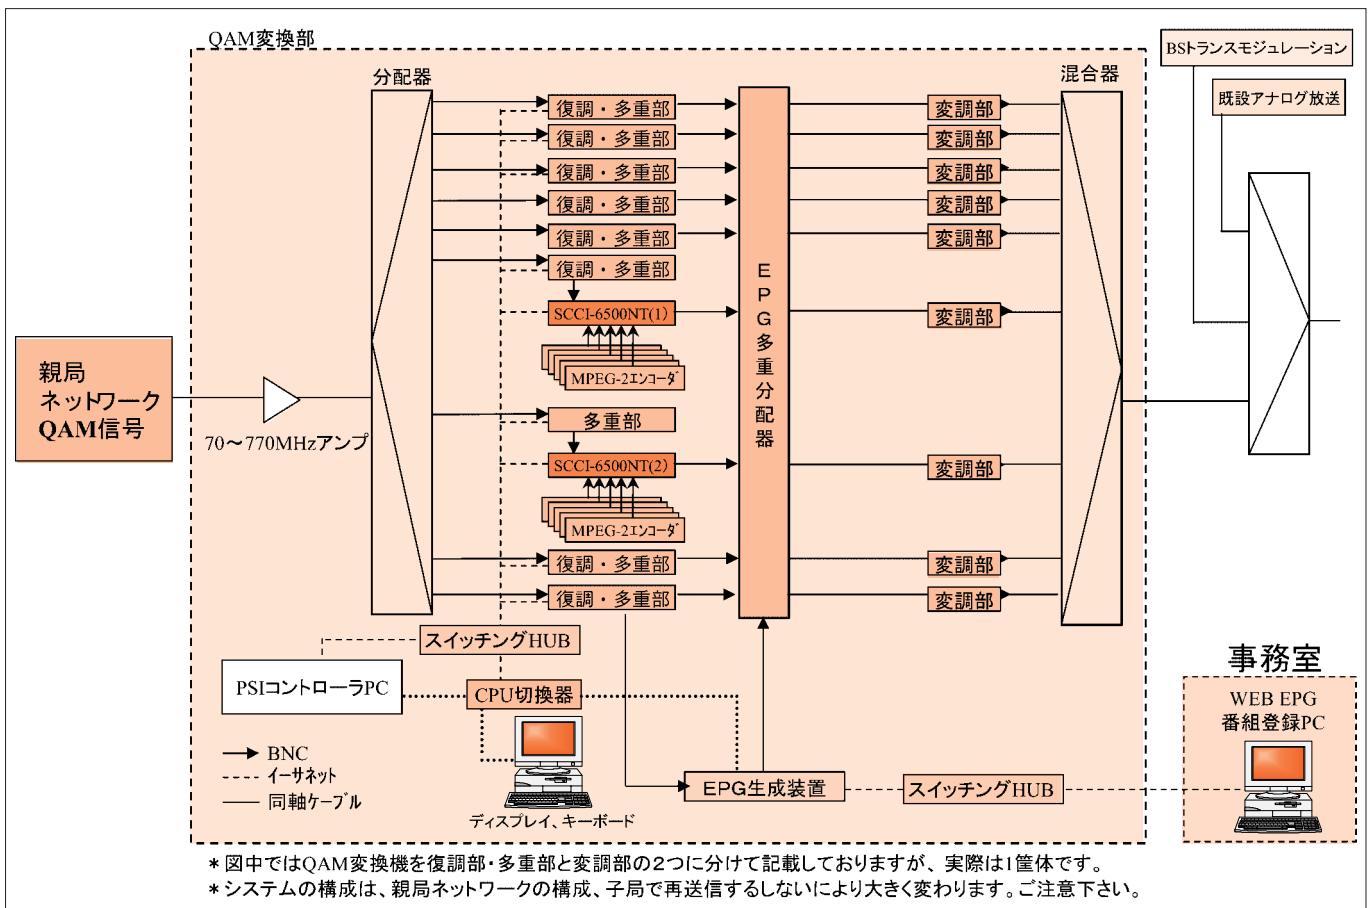 QAM変換部
BSトランスモジュレーション
既設アナログ放送
分配器
混合器
復調・多重部
変調部
復調・多重部
変調部
復調・多重部
変調部
復調・多重部
変調部
復調・多重部
変調部
復調・多重部
SCCI-6500NT(1)
変調部
MPEG-2エンコーダ
親局
ネットワーク
QAM信号
70～770MHzアンプ
多重部
SCCI-6500NT(2)
変調部
MPEG-2エンコーダ
復調・多重部
変調部
復調・多重部
変調部
EPG多重分配器
スイッチングHUB
PSIコントローラPC
CPU切換器
ディスプレイ、キーボード
EPG生成装置
スイッチングHUB
事務室
WEB EPG
番組登録PC
BNC
イーサネット
同軸ケーブル
＊図中ではQAM変換機を復調部・多重部と変調部の２つに分けて記載しておりますが、実際は1筐体です。
＊システムの構成は、親局ネットワークの構成、子局で再送信するしないにより大きく変わります。ご注意下さい。